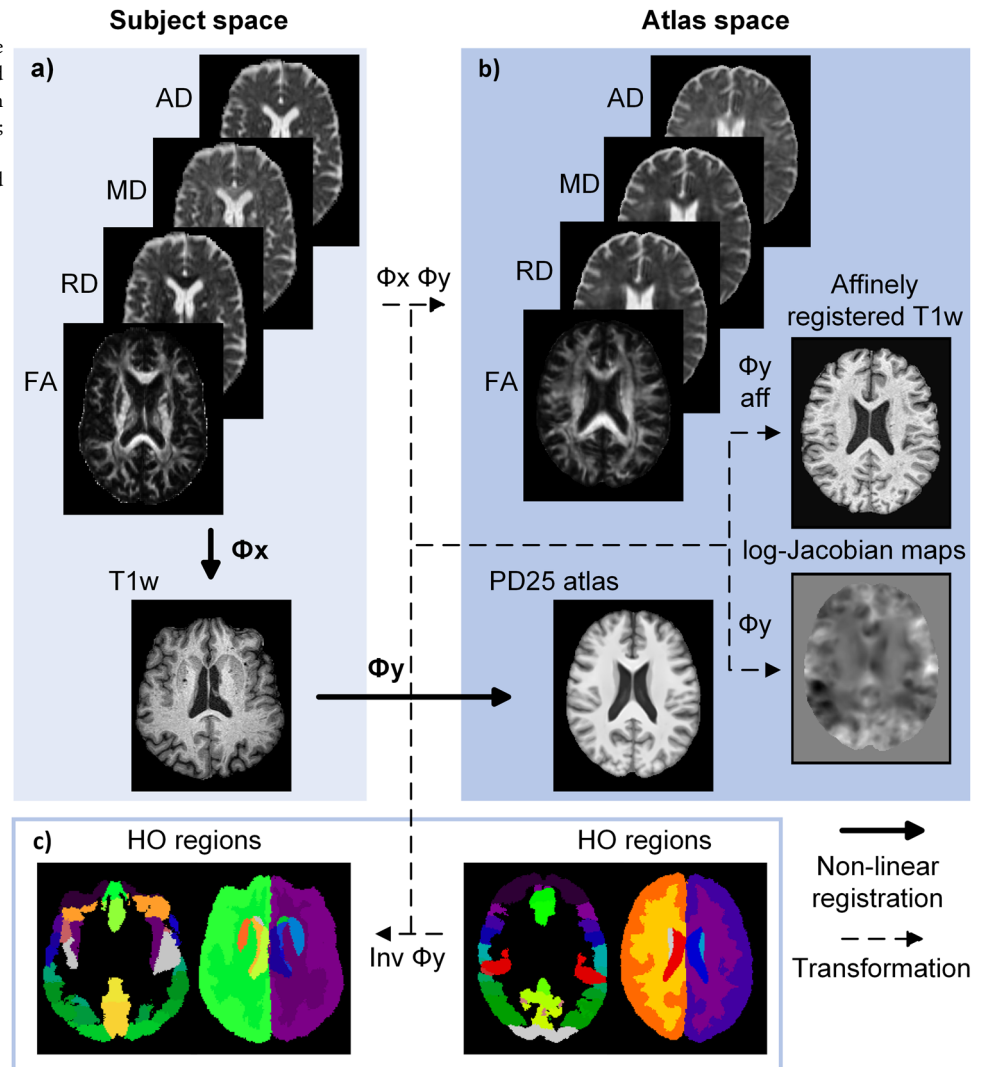 Subject space
Atlas space
a)
AD
MD
RD
FA
Φx
T1w
Φy
Φx Φy
b)
AD
MD
RD
FA
Affinely
registered T1w
Φy
aff
log-Jacobian maps
Φy
PD25 atlas
c)
HO regions
HO regions
Inv Φy
Non-linear
registration
Transformation